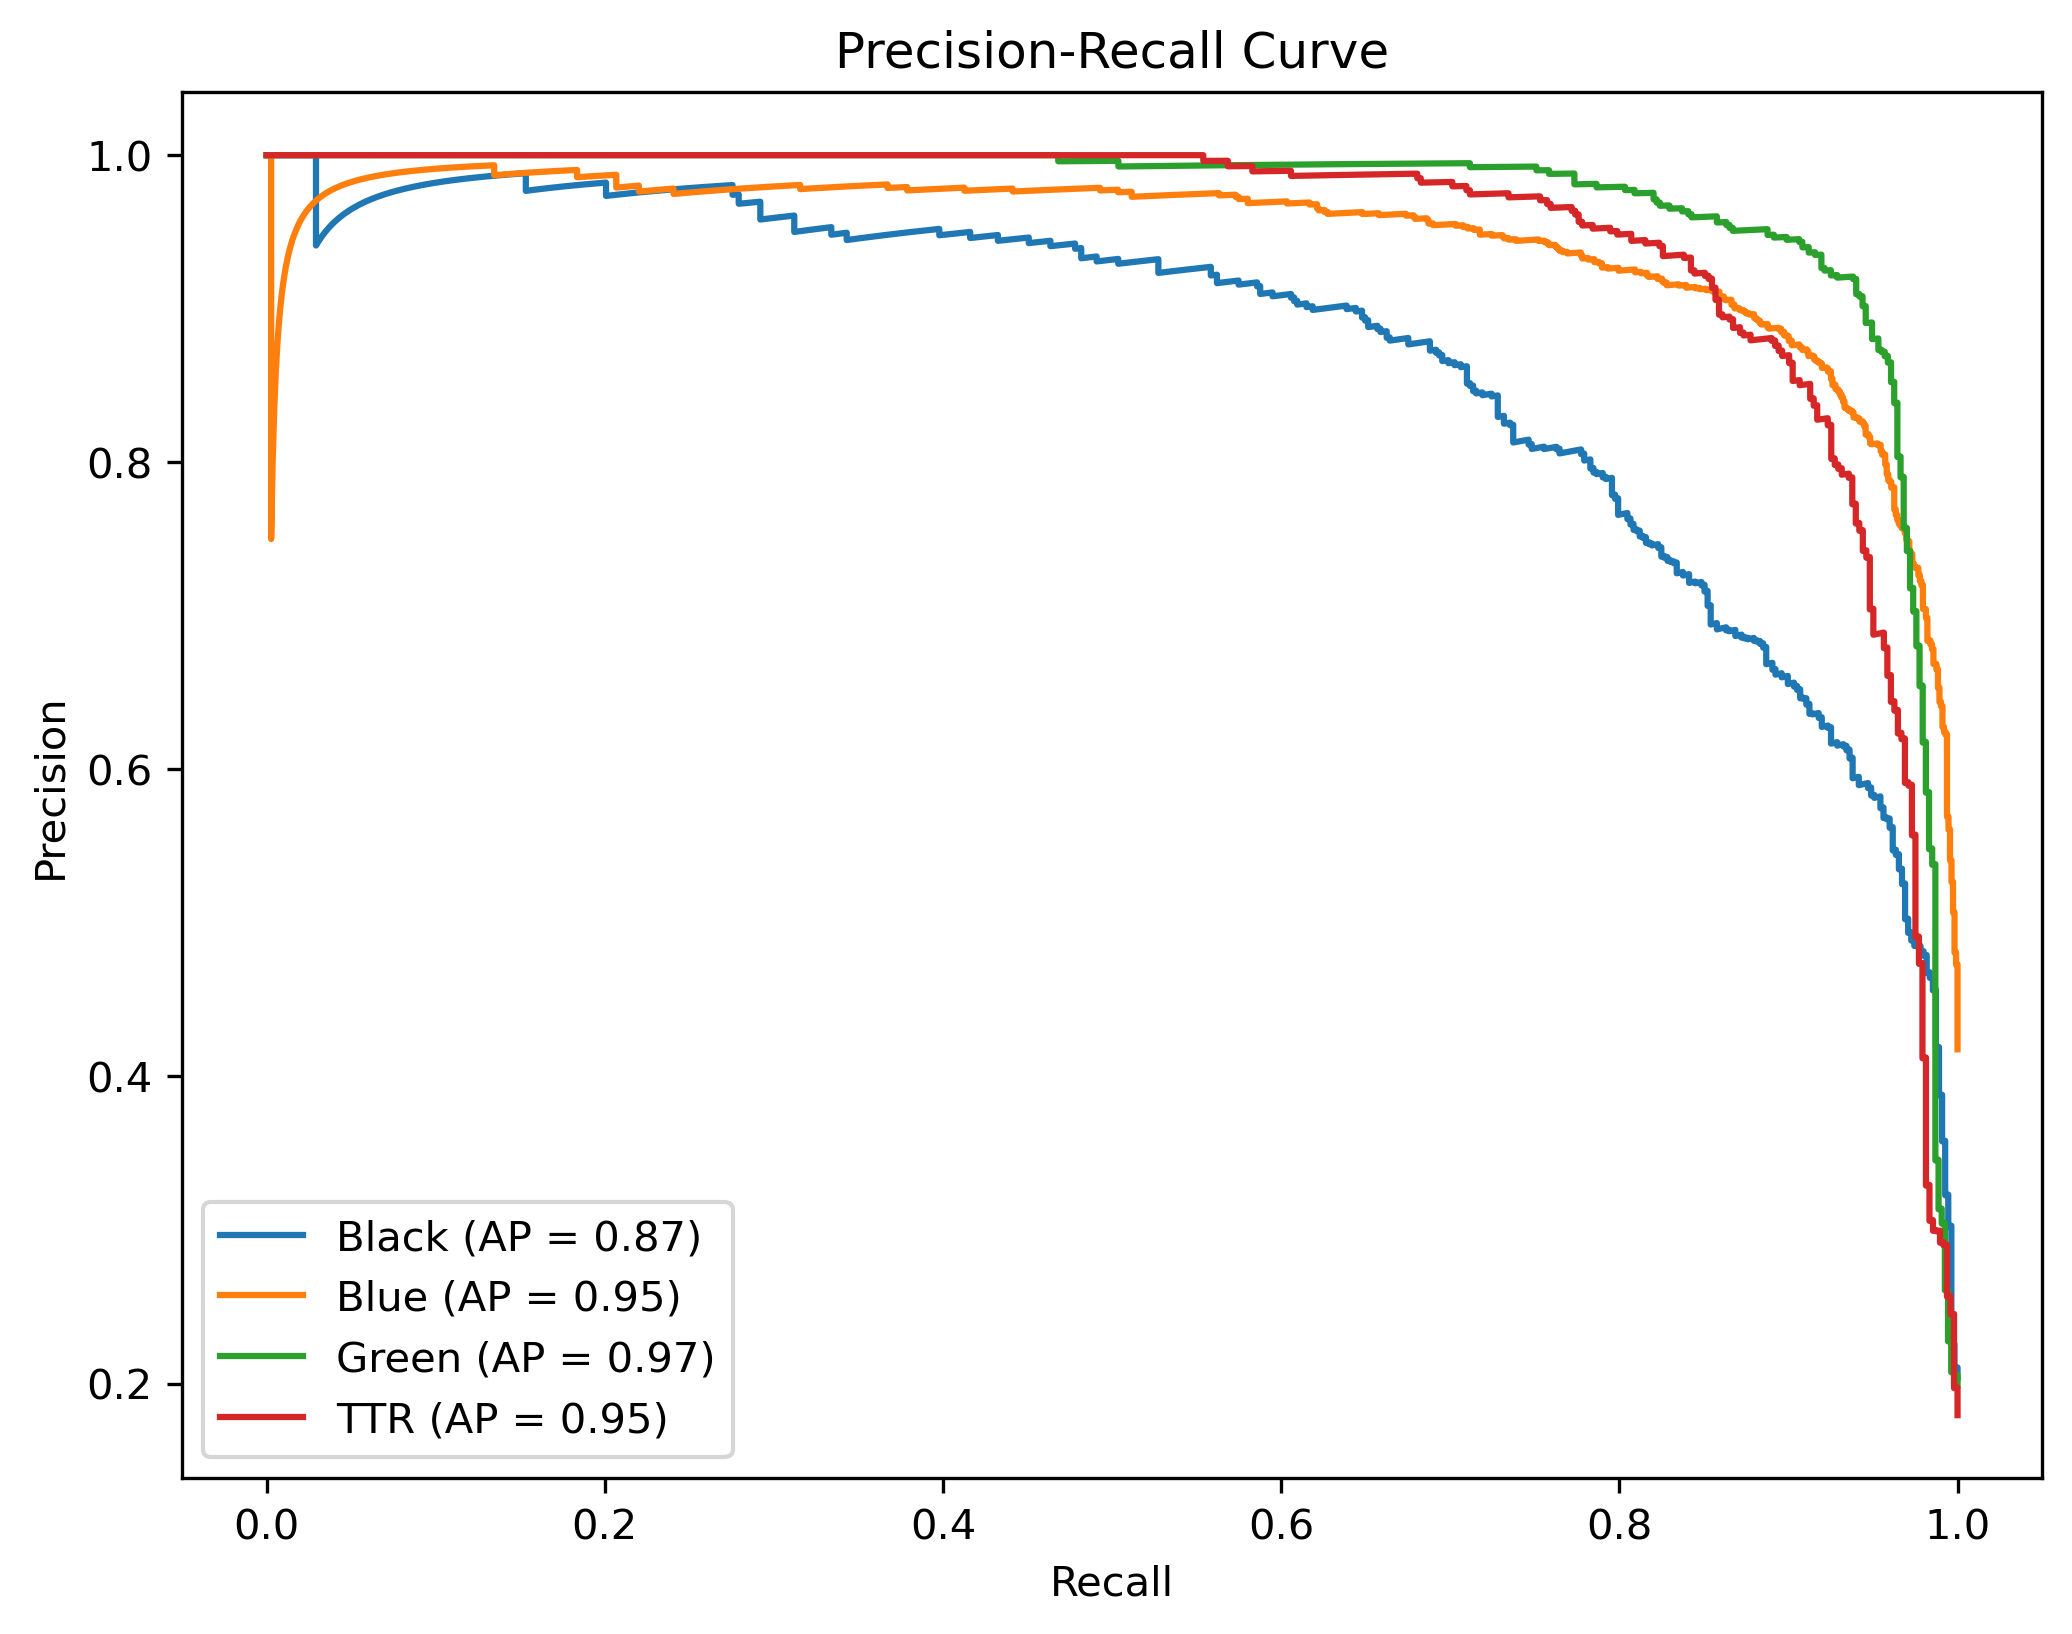 Precision-Recall Curve
1.0
0.8
0.6
0.4
0.2
Precision
Black (AP = 0.87)
Blue (AP = 0.95)
Green (AP = 0.97)
TTR (AP = 0.95)
0.0 0.2 0.4 0.6 0.8 1.0
Recall